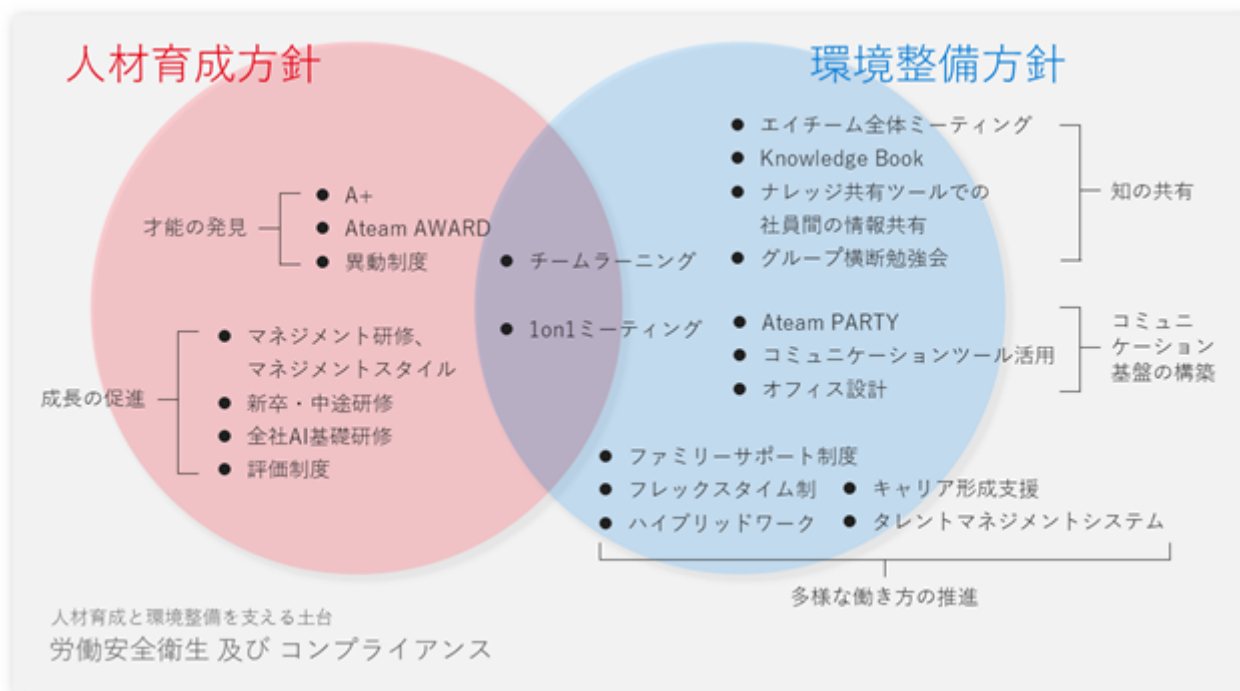 人材育成方針
才能の発見
A+
Ateam AWARD
異動制度
成長の促進
マネジメント研修、
マネジメントスタイル
新卒・中途研修
全社AI基礎研修
評価制度
チームラーニング
1on1ミーティング
環境整備方針
エイチーム全体ミーティング
Knowledge Book
ナレッジ共有ツールでの
社員間の情報共有
グループ横断勉強会
知の共有
Ateam PARTY
コミュニケーションツール活用
オフィス設計
コミュニ
ケーション
基盤の構築
ファミリーサポート制度
フレックスタイム制
キャリア形成支援
ハイブリッドワーク
タレントマネジメントシステム
多様な働き方の推進
人材育成と環境整備を支える土台
労働安全衛生 及び コンプライアンス